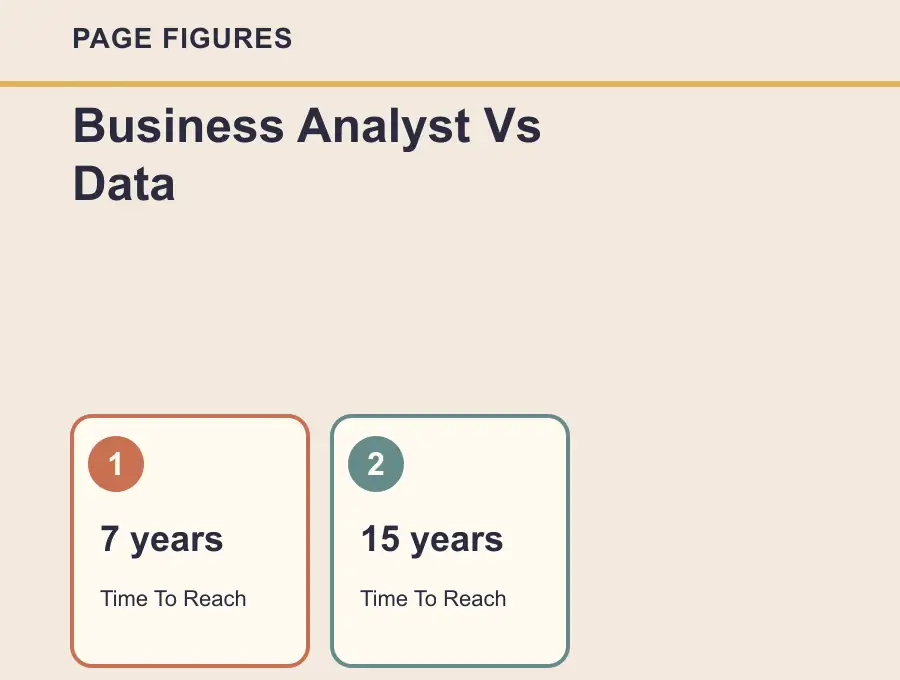 PAGE FIGURES
Business Analyst Vs
Data
1
7 years
Time To Reach
2
15 years
Time To Reach